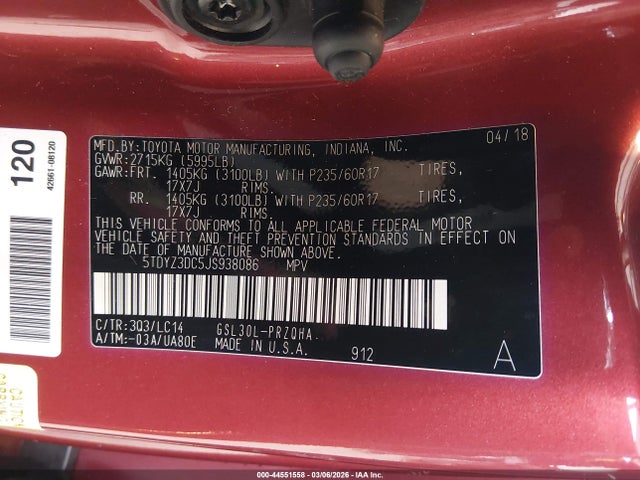 MFD.BY:TOYOTA MOTOR MANUFACTURING, INDIANA, INC. 04/18
GVWR:2715KG (5995LB)
GAWR:FRT. 1405KG (3100LB) WITH P235/60R17 TIRES,
17X7J RIMS.
RR. 1405KG (3100LB) WITH P235/60R17 TIRES,
17X7J RIMS.
THIS VEHICLE CONFORMS TO ALL APPLICABLE FEDERAL MOTOR
VEHICLE SAFETY AND THEFT PREVENTION STANDARDS IN EFFECT ON
THE DATE OF MANUFACTURE SHOWN ABOVE.
5TDYZ3DC5JS938086 MPV
C/TR:3Q3/LC14 GSL30L-PRZQHA
A/TM:-03A/UA80E MADE IN U.S.A. 912 A
120
42661-08120
CAUTION
000-44551558 - 03/06/2026 - IAA Inc.